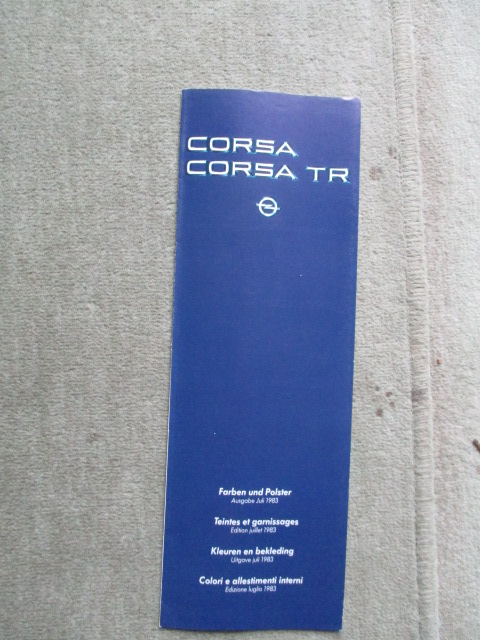 CORSA
CORSA TR
Farben und Polster
Ausgabe Juli 1983
Teintes et garnissages
Edition juillet 1983
Kleuren en bekleding
Uitgave juli 1983
Colori e allestimenti interni
Edizione luglio 1983